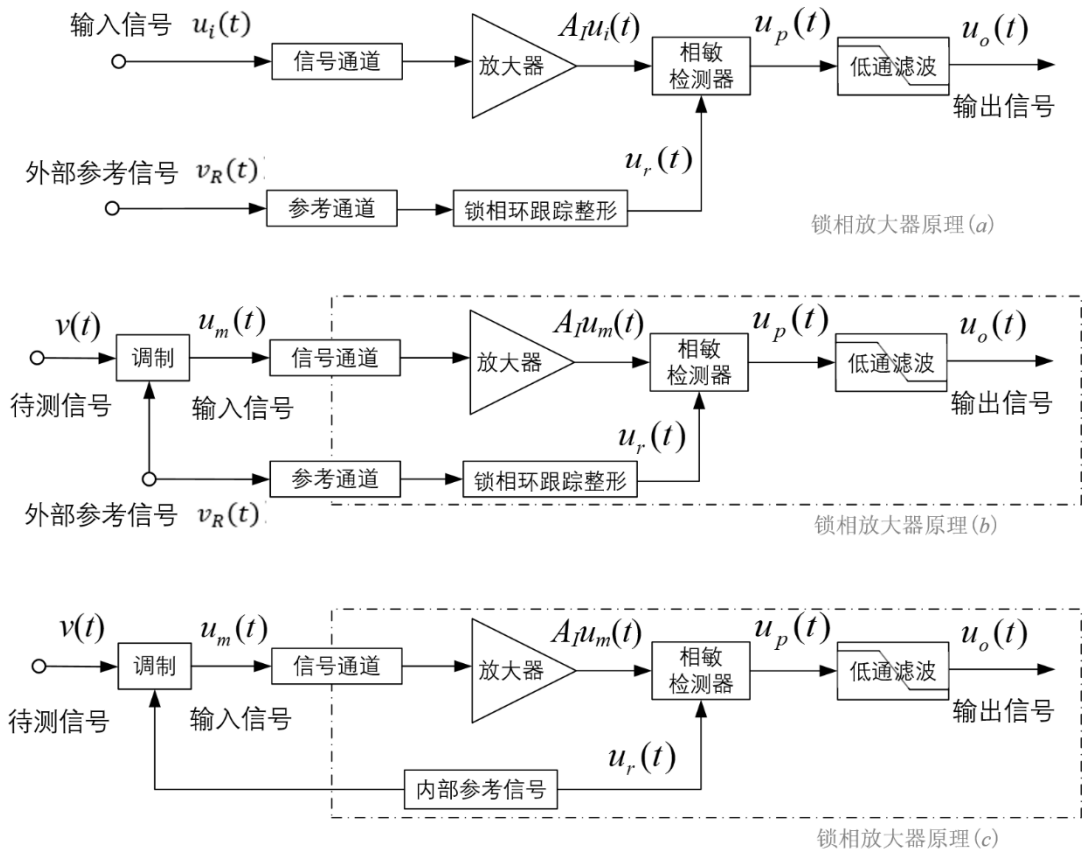 输入信号 u_i(t)
信号通道
放大器
A_I u_i(t)
相敏
检测器
u_p(t)
低通滤波
u_o(t)
输出信号
外部参考信号 v_R(t)
参考通道
锁相环跟踪整形
u_r(t)
锁相放大器原理(a)
v(t)
待测信号
调制
u_m(t)
输入信号
信号通道
放大器
A_I u_m(t)
相敏
检测器
u_p(t)
低通滤波
u_o(t)
输出信号
外部参考信号 v_R(t)
参考通道
锁相环跟踪整形
u_r(t)
锁相放大器原理(b)
v(t)
待测信号
调制
u_m(t)
输入信号
信号通道
放大器
A_I u_m(t)
相敏
检测器
u_p(t)
低通滤波
u_o(t)
输出信号
内部参考信号
u_r(t)
锁相放大器原理(c)